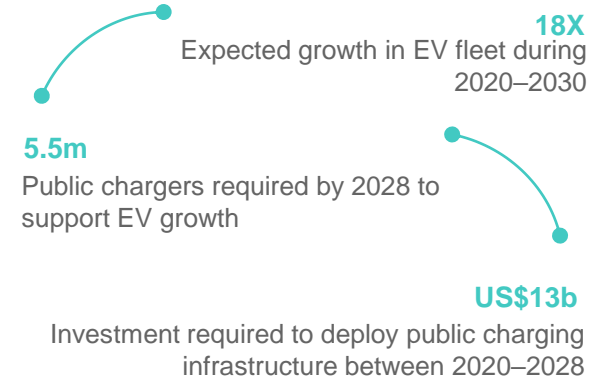 18X
Expected growth in EV fleet during
2020–2030
5.5m
Public chargers required by 2028 to
support EV growth
US$13b
Investment required to deploy public charging
infrastructure between 2020–2028